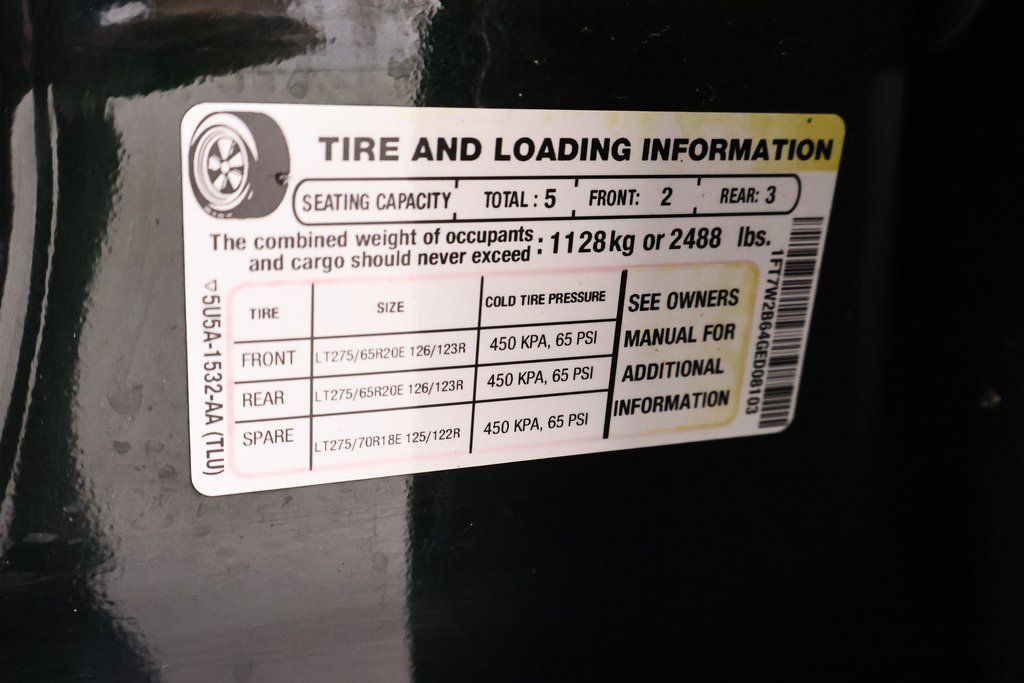 TIRE AND LOADING INFORMATION
SEATING CAPACITY TOTAL : 5 FRONT: 2 REAR: 3
The combined weight of occupants
and cargo should never exceed : 1128kg or 2488 lbs.
TIRE SIZE COLD TIRE PRESSURE
FRONT LT275/65R20E 126/123R 450 KPA, 65 PSI
REAR LT275/65R20E 126/123R 450 KPA, 65 PSI
SPARE LT275/70R18E 125/122R 450 KPA, 65 PSI
SEE OWNERS
MANUAL FOR
ADDITIONAL
INFORMATION
5U5A-1532-AA (TLU)
1FT7W2B64GED08103